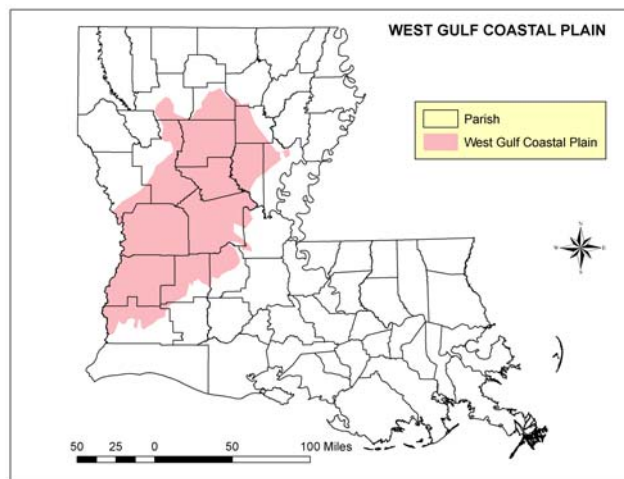 WEST GULF COASTAL PLAIN
Parish
West Gulf Coastal Plain
N
W E
S
50 25 0 50 100 Miles